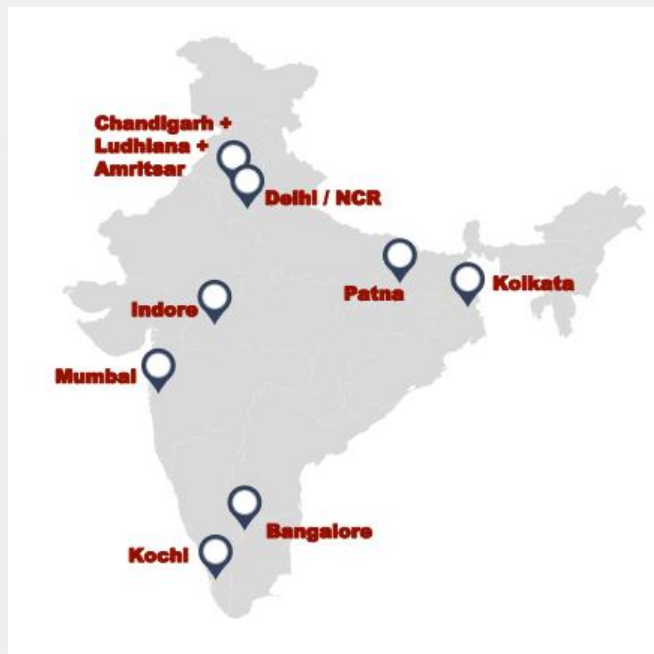 Chandigarh +
Ludhiana +
Amritsar
Delhi / NCR
Patna
Kolkata
Indore
Mumbai
Bangalore
Kochi